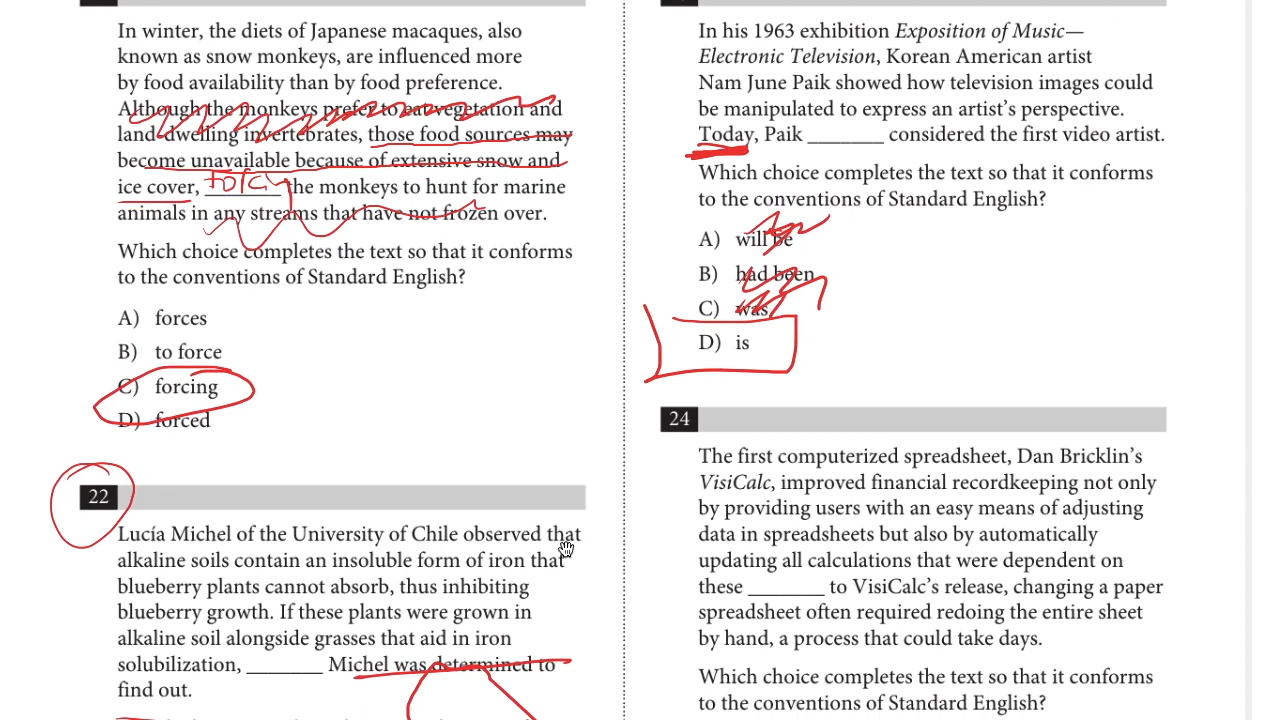 In winter, the diets of Japanese macaques, also
known as snow monkeys, are influenced more
by food availability than by food preference.
Although the monkeys prefer to eat vegetation and
land-dwelling invertebrates, those food sources may
become unavailable because of extensive snow and
ice cover, _______ the monkeys to hunt for marine
animals in any streams that have not frozen over.
Which choice completes the text so that it conforms
to the conventions of Standard English?
A) forces
B) to force
C) forcing
D) forced
22
Lucía Michel of the University of Chile observed that
alkaline soils contain an insoluble form of iron that
blueberry plants cannot absorb, thus inhibiting
blueberry growth. If these plants were grown in
alkaline soil alongside grasses that aid in iron
solubilization, _______ Michel was determined to
find out.
In his 1963 exhibition Exposition of Music—
Electronic Television, Korean American artist
Nam June Paik showed how television images could
be manipulated to express an artist's perspective.
Today, Paik _______ considered the first video artist.
Which choice completes the text so that it conforms
to the conventions of Standard English?
A) will be
B) had been
C) was
D) is
24
The first computerized spreadsheet, Dan Bricklin's
VisiCalc, improved financial recordkeeping not only
by providing users with an easy means of adjusting
data in spreadsheets but also by automatically
updating all calculations that were dependent on
these _______ to VisiCalc's release, changing a paper
spreadsheet often required redoing the entire sheet
by hand, a process that could take days.
Which choice completes the text so that it conforms
to the conventions of Standard English?